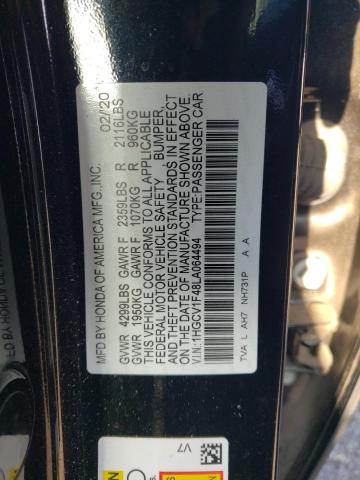 MFD BY HONDA OF AMERICA MFG.,INC. 02/20
GVWR 4299LBS GAWR F 2359LBS R 2116LBS
GVWR 1950KG GAWR F 1070KG R 960KG
THIS VEHICLE CONFORMS TO ALL APPLICABLE
FEDERAL MOTOR VEHICLE SAFETY BUMPER,
AND THEFT PREVENTION STANDARDS IN EFFECT
ON THE DATE OF MANUFACTURE SHOWN ABOVE.
V.I.N.:1HGCV1F48LA064494 TYPE:PASSENGER CAR
TVA L AH7 NH731P A A
V7